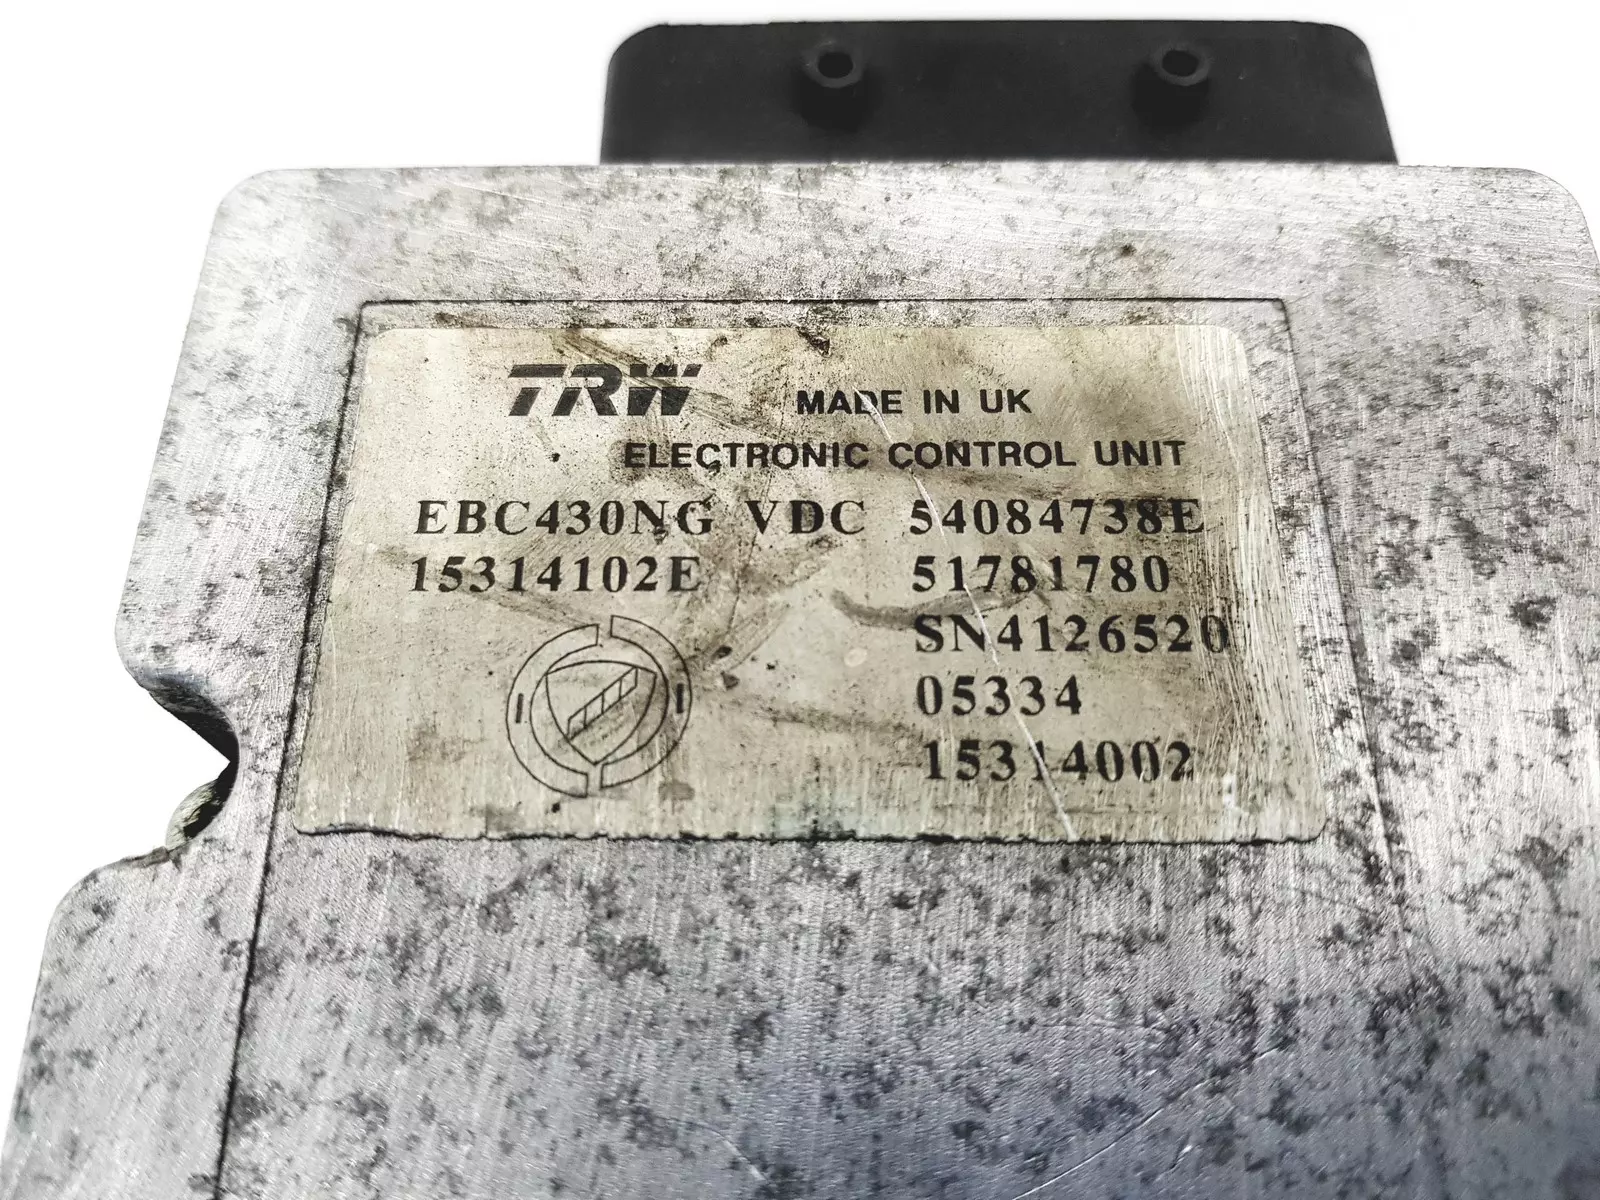 TRW MADE IN UK
ELECTRONIC CONTROL UNIT
EBC430NG VDC 54084738E
15314102E 51781780
SN4126520
05334
15314002